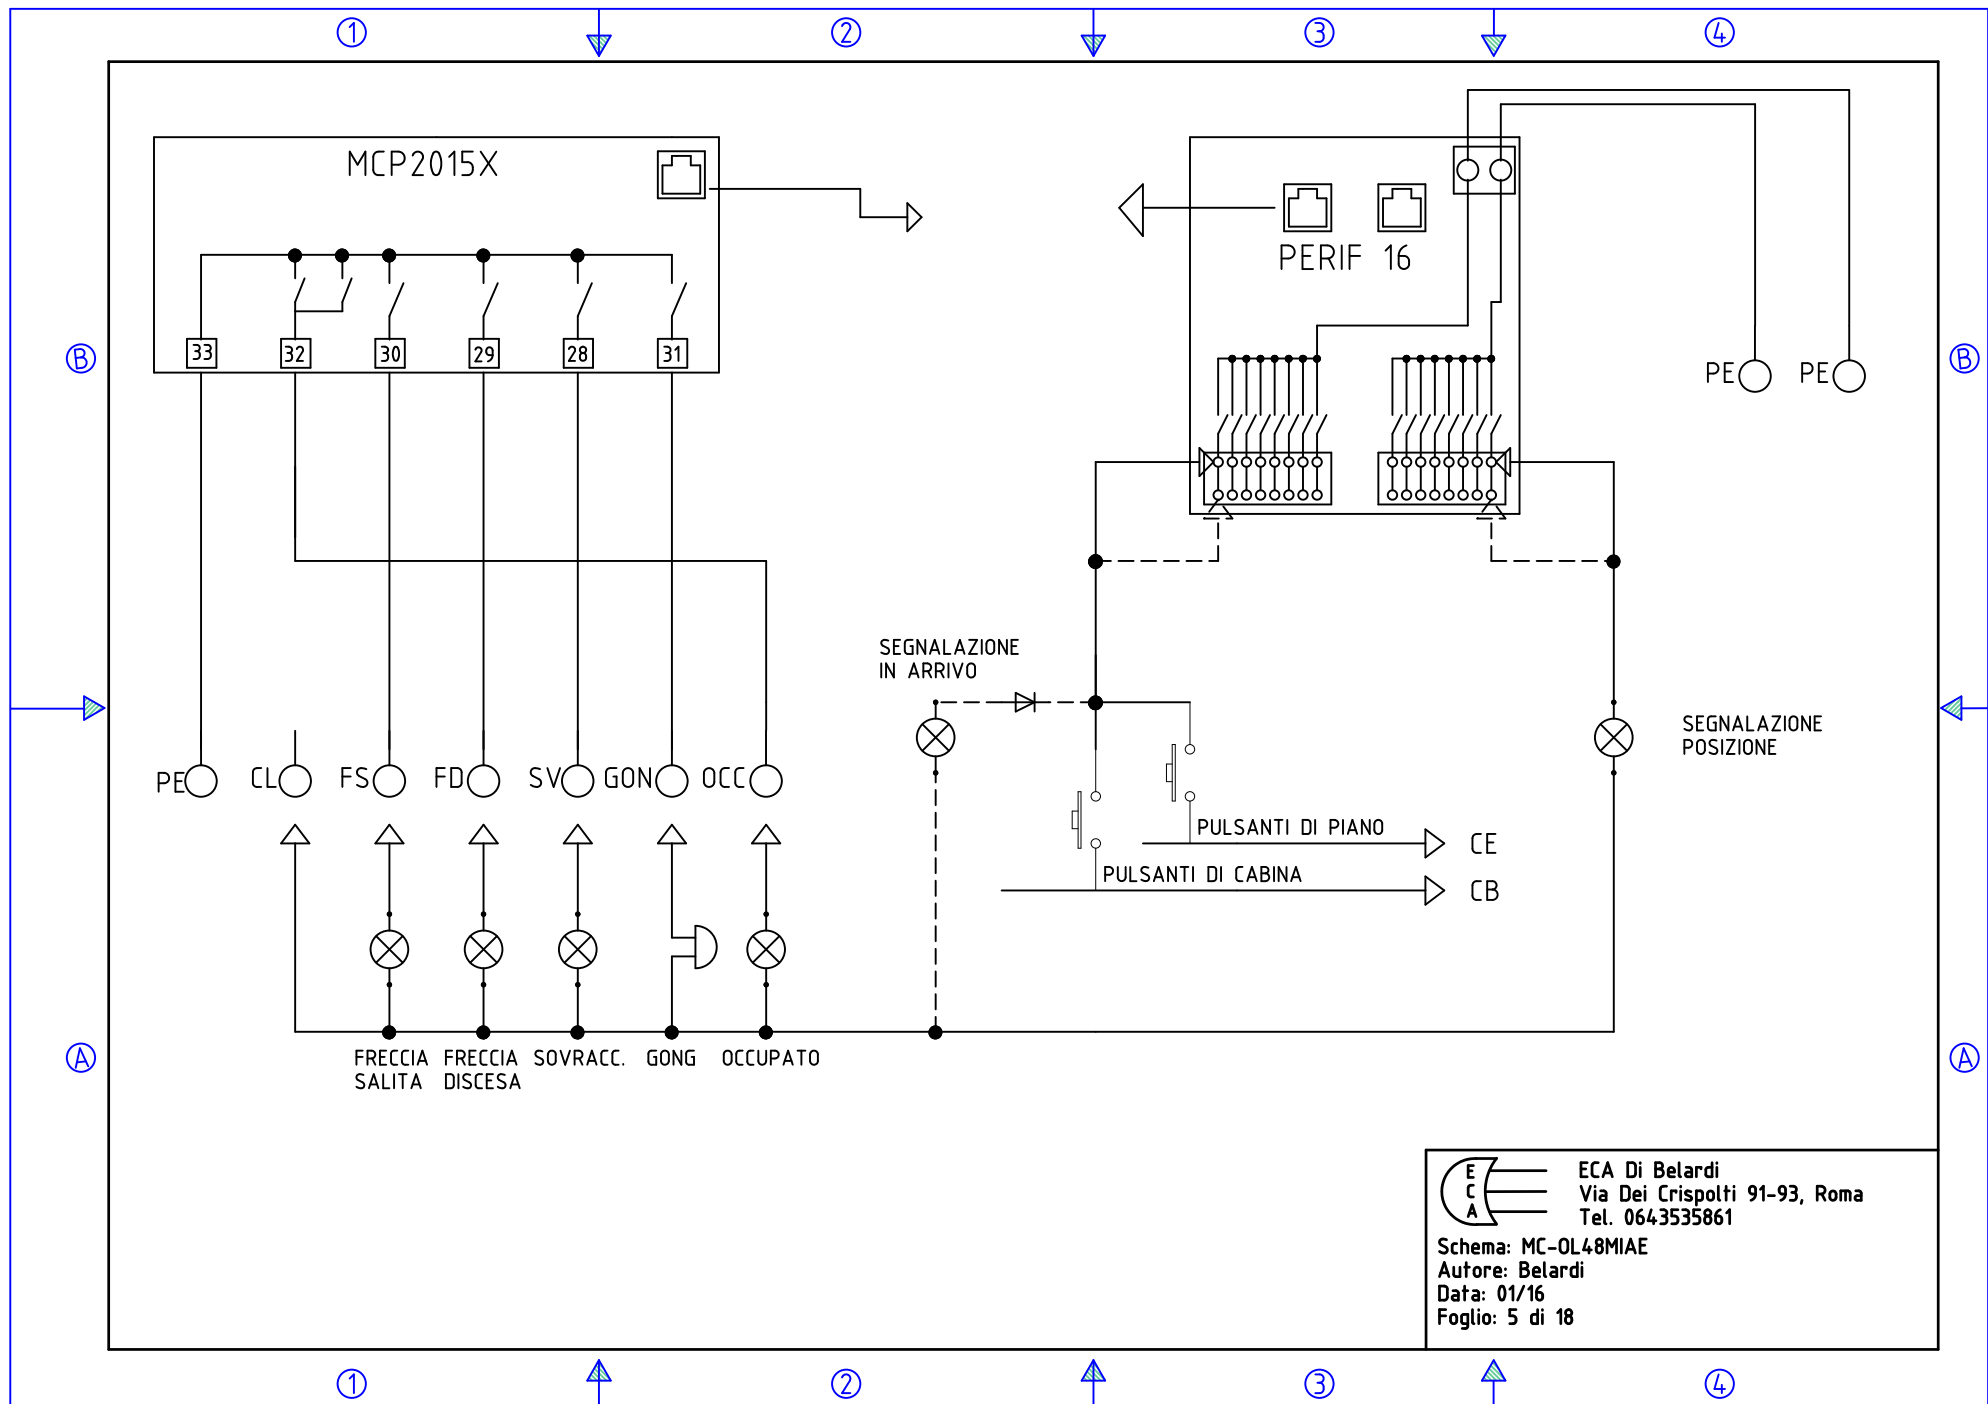 1 2 3 4
MCP2015X
PERIF 16
33 32 30 29 28 31
B B
PE PE
SEGNALAZIONE
IN ARRIVO
SEGNALAZIONE
POSIZIONE
PE CL FS FD SV GON OCC
PULSANTI DI PIANO CE
PULSANTI DI CABINA CB
A A
FRECCIA
SALITA
FRECCIA
DISCESA
SOVRACC.
GONG
OCCUPATO
E
C
A
ECA Di Belardi
Via Dei Crispolti 91-93, Roma
Tel. 0643535861
Schema: MC-OL48MIAE
Autore: Belardi
Data: 01/16
Foglio: 5 di 18
1 2 3 4